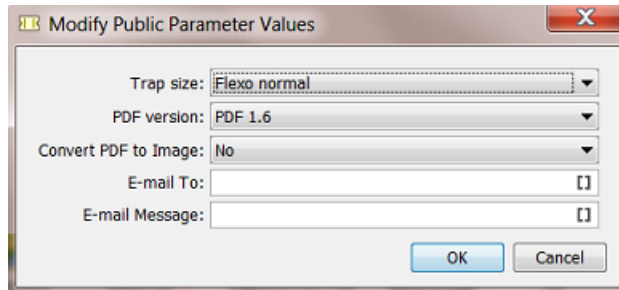 Modify Public Parameter Values
Trap size: Flexo normal
PDF version: PDF 1.6
Convert PDF to Image: No
E-mail To: []
E-mail Message: []
OK Cancel